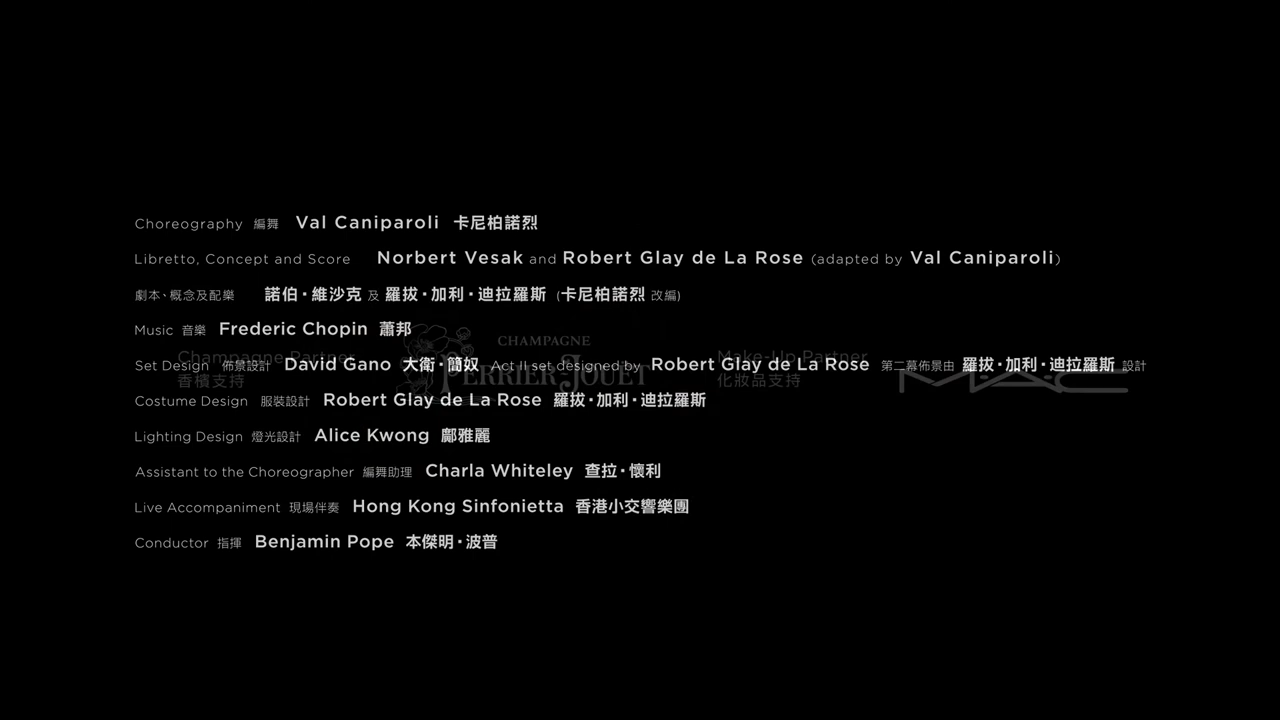 Choreography 編舞 Val Caniparoli 卡尼柏諾烈
Libretto, Concept and Score Norbert Vesak and Robert Glay de La Rose (adapted by Val Caniparoli)
劇本、概念及配樂 諾伯・維沙克 及 羅拔・加利・迪拉羅斯 (卡尼柏諾烈 改編)
Music 音樂 Frederic Chopin 蕭邦
CHAMPAGNE
Champagne Partner
Make-Up Partner
Set Design 佈景設計 David Gano 大衛・簡奴 Act II set designed by Robert Glay de La Rose 第二幕佈景由 羅拔・加利・迪拉羅斯 設計
香檳支持 PERRIER-JOUËT 化妝品支持 M·A·C
Costume Design 服裝設計 Robert Glay de La Rose 羅拔・加利・迪拉羅斯
Lighting Design 燈光設計 Alice Kwong 鄺雅麗
Assistant to the Choreographer 編舞助理 Charla Whiteley 查拉・懷利
Live Accompaniment 現場伴奏 Hong Kong Sinfonietta 香港小交響樂團
Conductor 指揮 Benjamin Pope 本傑明・波普